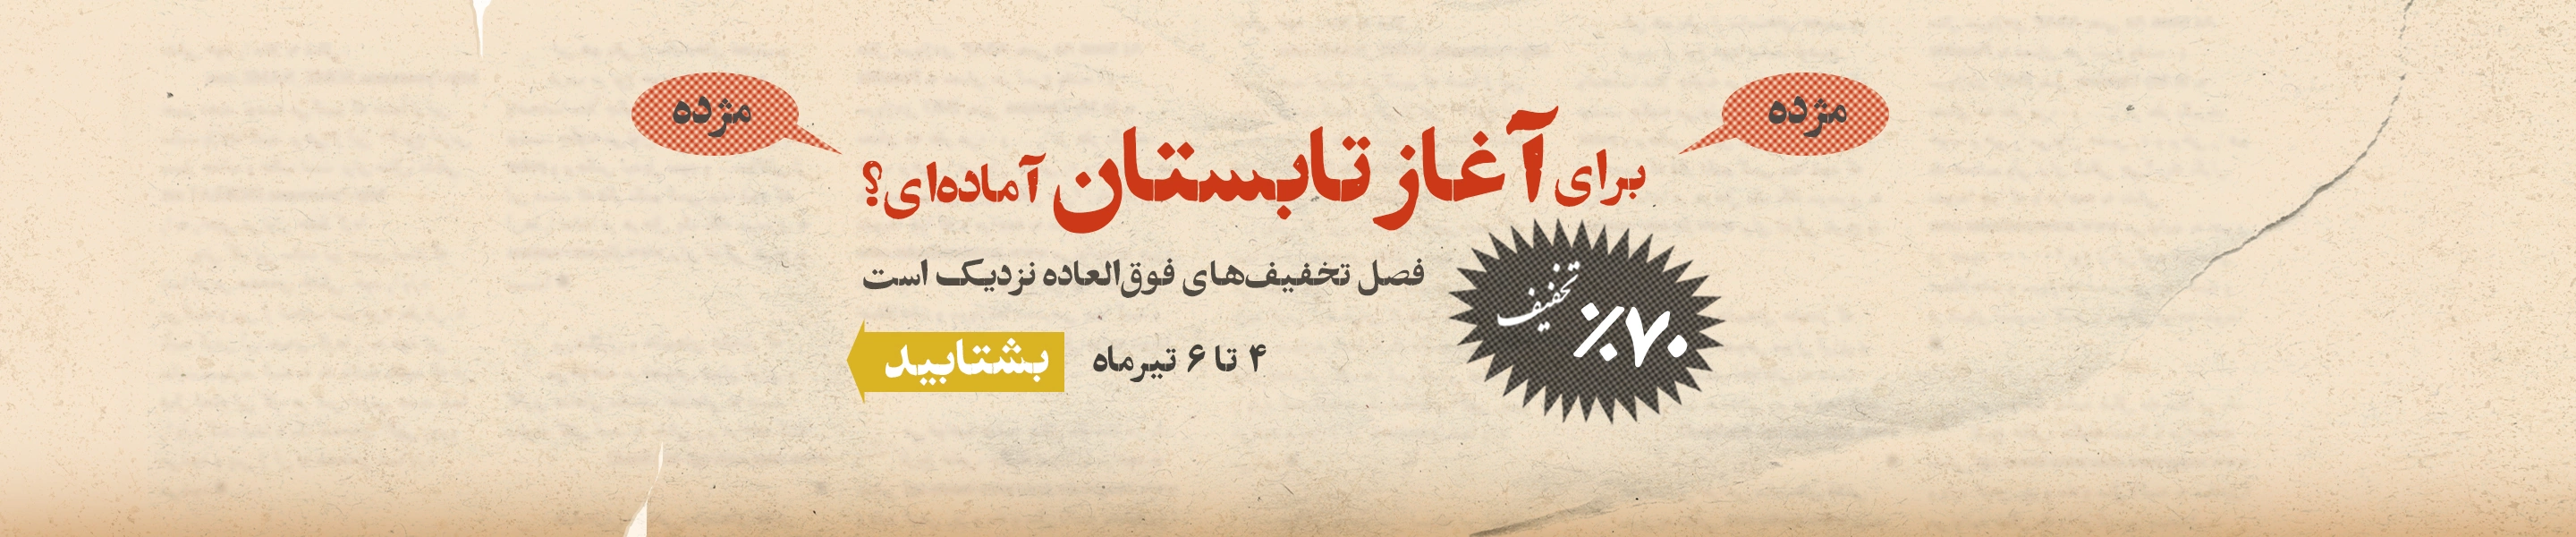 مژده
مژده
برای آغاز تابستان آماده‌ای؟
فصل تخفیف‌های فوق‌العاده نزدیک است
٪۷۰ تخفیف
۴ تا ۶ تیرماه
بشتابید